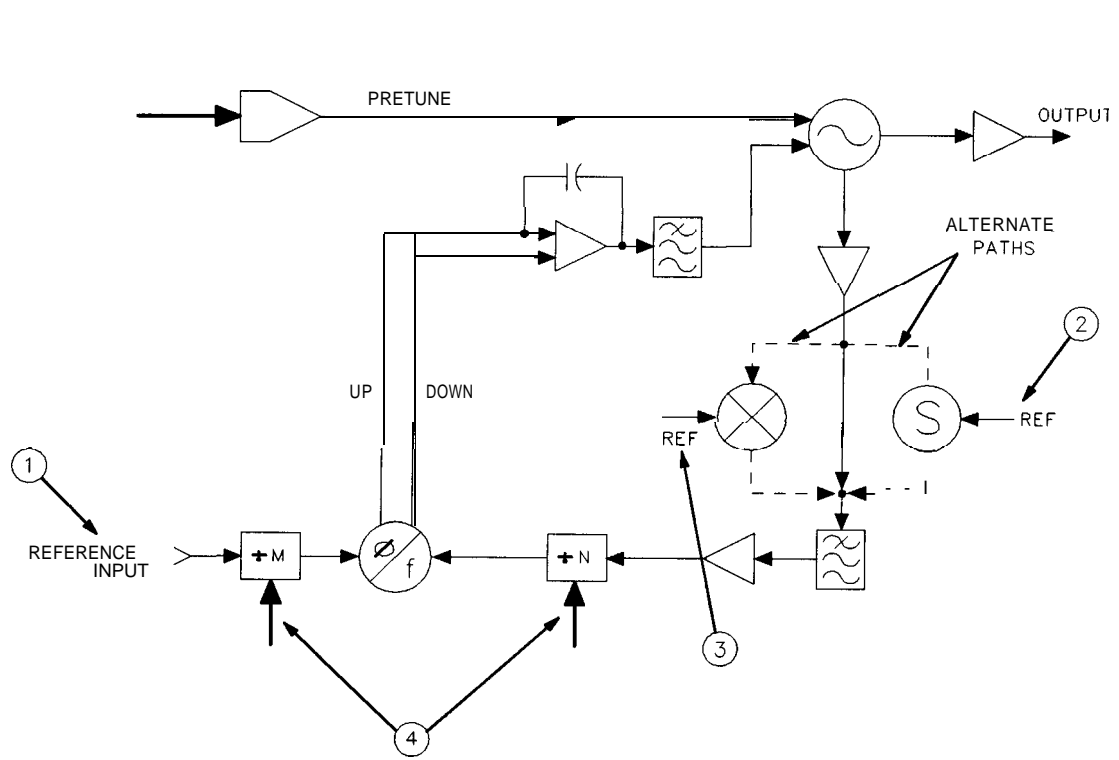 PRETUNE
OUTPUT
ALTERNATE
PATHS
2
UP
DOWN
REF
S
REF
1
REFERENCE
INPUT
÷M
ø
f
÷N
3
4